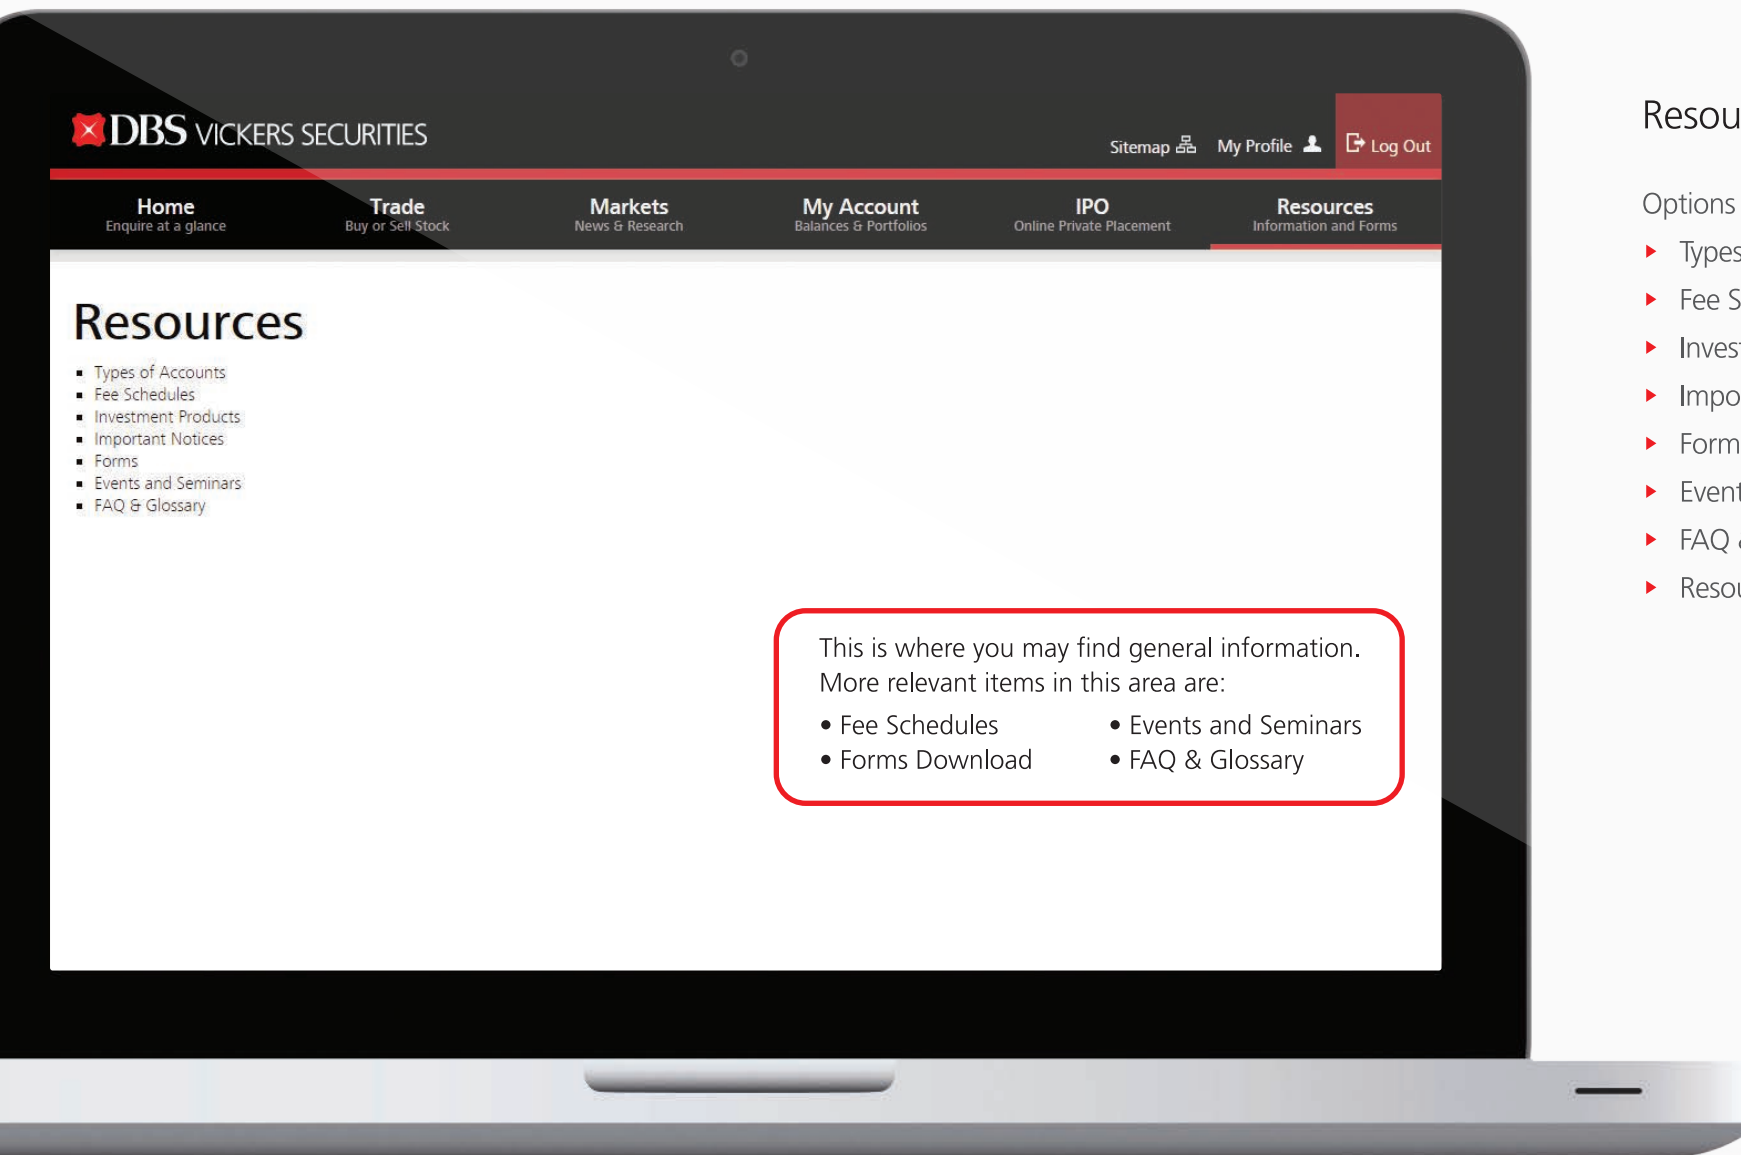 DBS VICKERS SECURITIES
Sitemap My Profile Log Out
Home Trade Markets My Account IPO Resources
Enquire at a glance Buy or Sell Stock News & Research Balances & Portfolios Online Private Placement Information and Forms
Resources
Types of Accounts
Fee Schedules
Investment Products
Important Notices
Forms
Events and Seminars
FAQ & Glossary
This is where you may find general information.
More relevant items in this area are:
• Fee Schedules • Events and Seminars
• Forms Download • FAQ & Glossary
Options
Types
Fee
FAQ